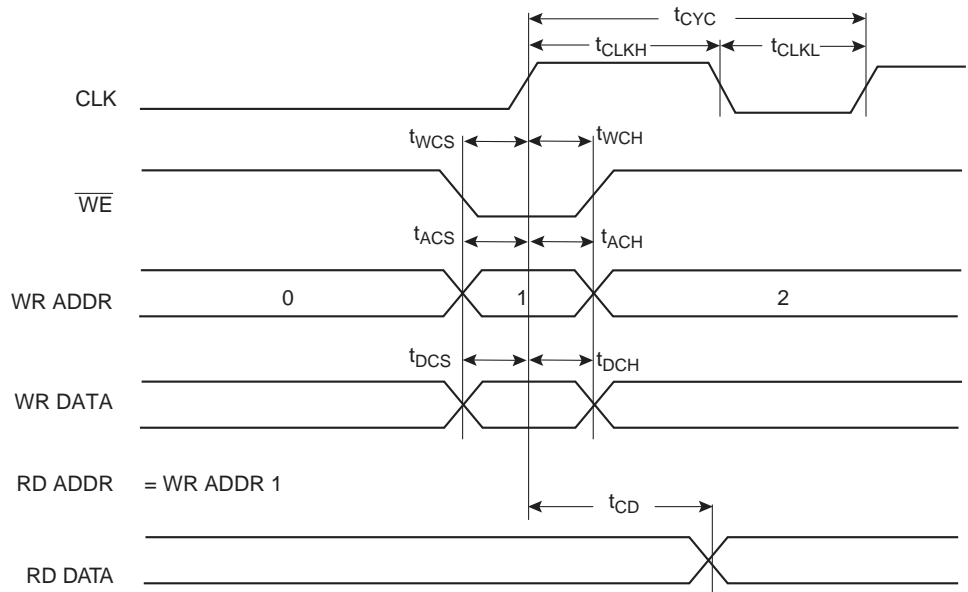 tCYC
tCLKH tCLKL
CLK
tWCS tWCH
WE
tACS tACH
WR ADDR 0 1 2
tDCS tDCH
WR DATA
RD ADDR = WR ADDR 1
tCD
RD DATA